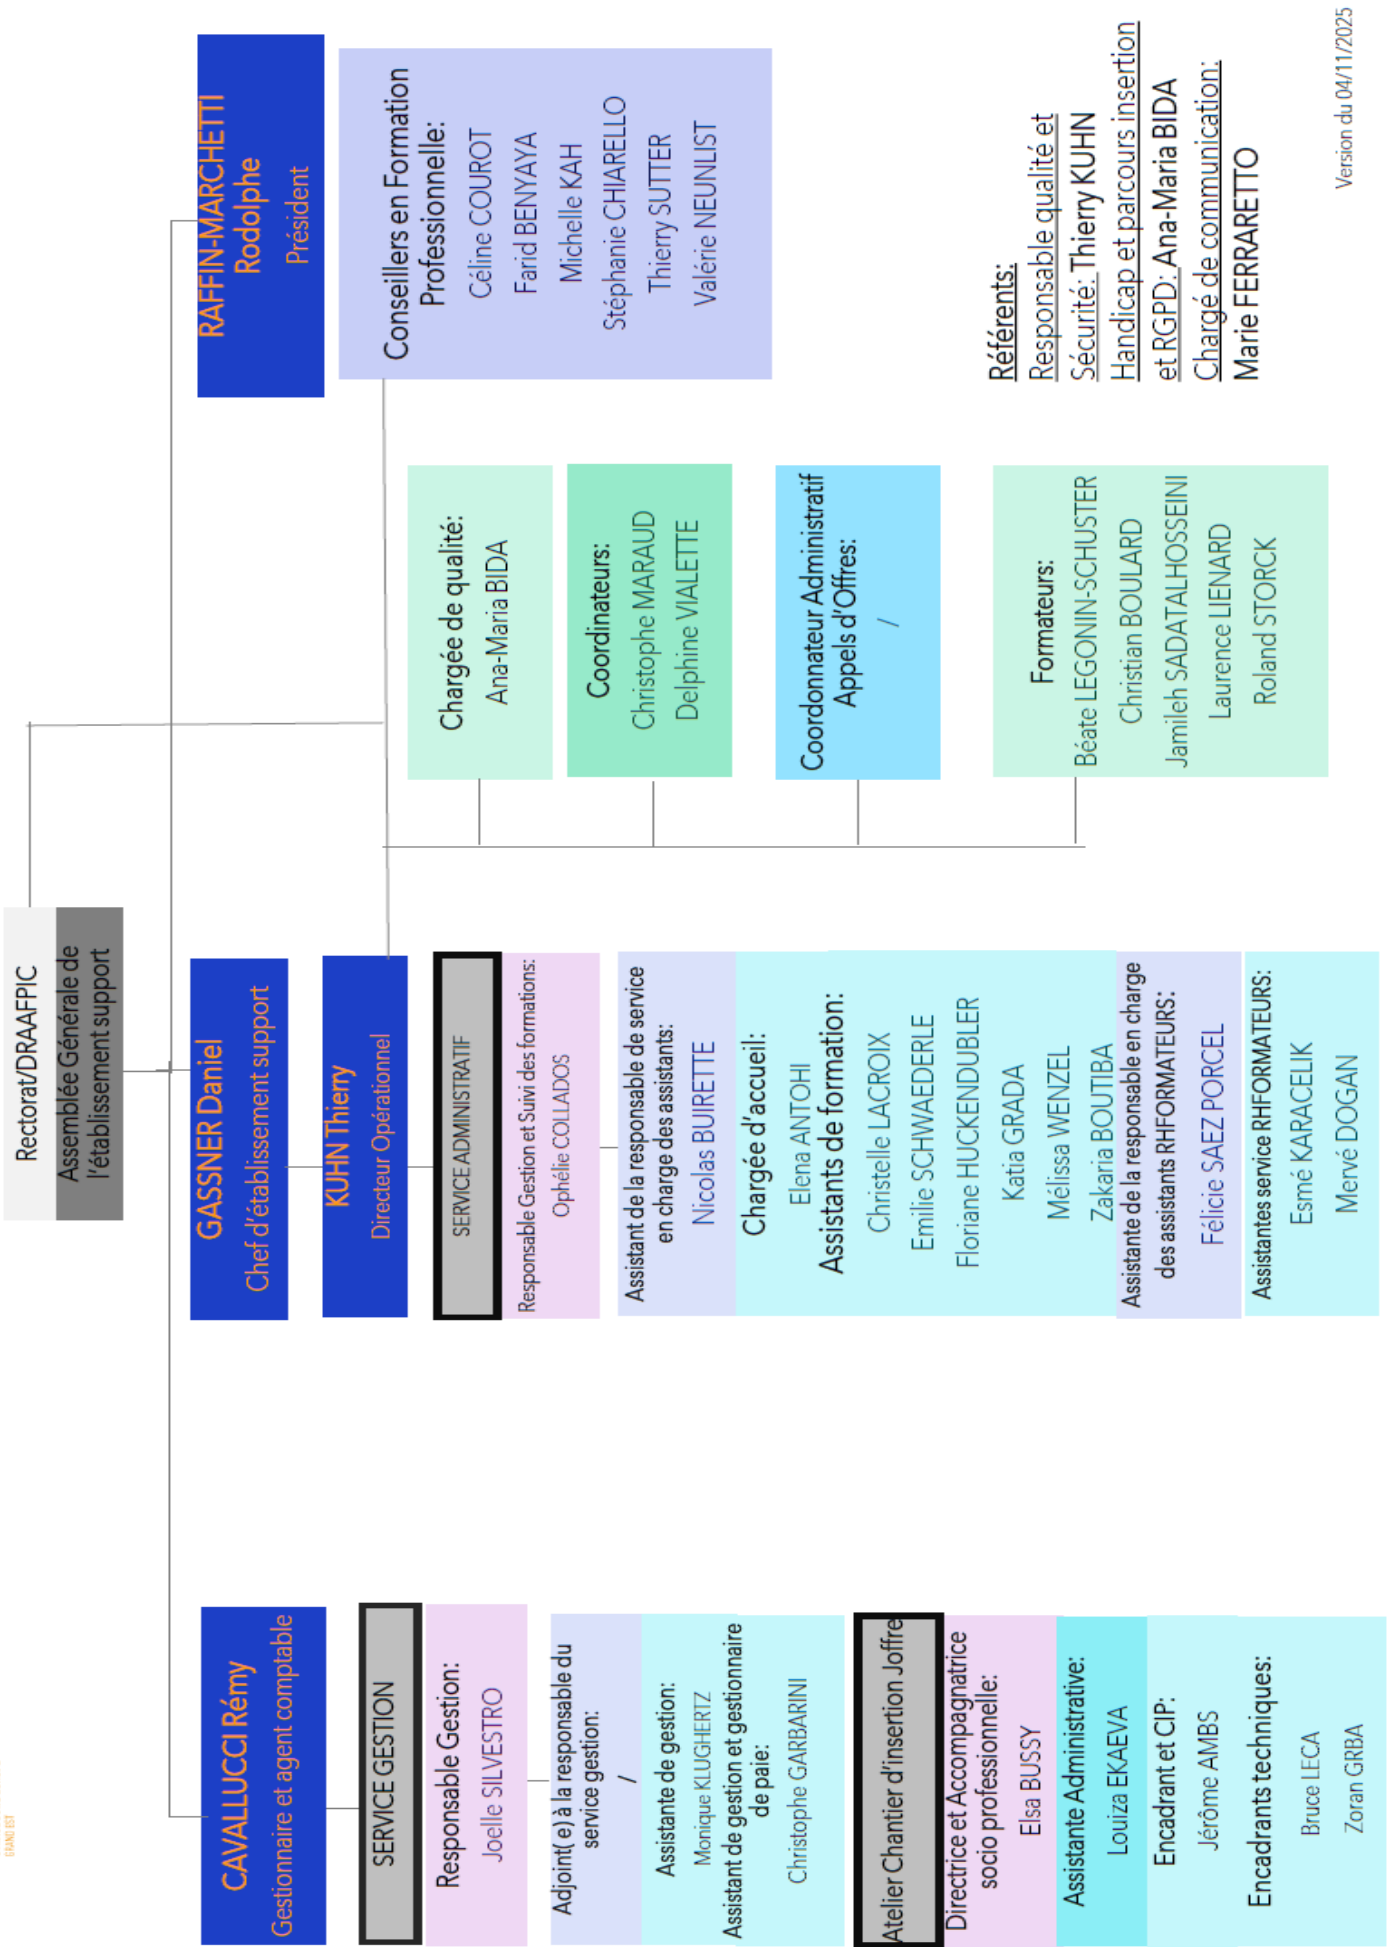 GRAND EST
Rectorat/DRAAFPIC
Assemblée Générale de
l'établissement support
CAVALLUCCI Rémy
Gestionnaire et agent comptable
SERVICE GESTION
Responsable Gestion:
Joelle SILVESTRO
Adjoint( e) à la responsable du
service gestion:
/
Assistante de gestion:
Monique KLUGHERTZ
Assistant de gestion et gestionnaire
de paie:
Christophe GARBARINI
Atelier Chantier d'insertion Joffre
Directrice et Accompagnatrice
socio professionnelle:
Elsa BUSSY
Assistante Administrative:
Louiza EKAEVA
Encadrant et CIP:
Jérôme AMBS
Encadrants techniques:
Bruce LECA
Zoran GRBA
GASSNER Daniel
Chef d'établissement support
KUHN Thierry
Directeur Opérationnel
SERVICE ADMINISTRATIF
Responsable Gestion et Suivi des formations:
Ophélie COLLADOS
Assistant de la responsable de service
en charge des assistants:
Nicolas BUIRETTE
Chargée d'accueil:
Elena ANTOHI
Assistants de formation:
Christelle LACROIX
Emilie SCHWAEDERLE
Floriane HUCKENDUBLER
Katia GRADA
Mélissa WENZEL
Zakaria BOUTIBA
Assistante de la responsable en charge
des assistants RHFORMATEURS:
Félicie SAEZ PORCEL
Assistantes service RHFORMATEURS:
Esmé KARACELIK
Mervé DOGAN
Chargée de qualité:
Ana-Maria BIDA
Coordinateurs:
Christophe MARAUD
Delphine VIALETTE
Coordonnateur Administratif
Appels d'Offres:
/
Formateurs:
Béate LEGONIN-SCHUSTER
Christian BOULARD
Jamileh SADATALHOSSEINI
Laurence LIENARD
Roland STORCK
RAFFIN-MARCHETTI
Rodolphe
Président
Conseillers en Formation
Professionnelle:
Céline COUROT
Farid BENYAYA
Michelle KAH
Stéphanie CHIARELLO
Thierry SUTTER
Valérie NEUNLIST
Référents:
Responsable qualité et
Sécurité: Thierry KUHN
Handicap et parcours insertion
et RGPD: Ana-Maria BIDA
Chargé de communication:
Marie FERRARETTO
Version du 04/11/2025